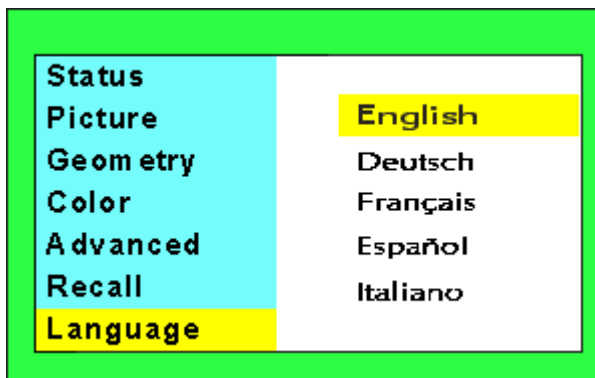 Status
Picture
Geometry
Color
Advanced
Recall
Language
English
Deutsch
Français
Español
Italiano